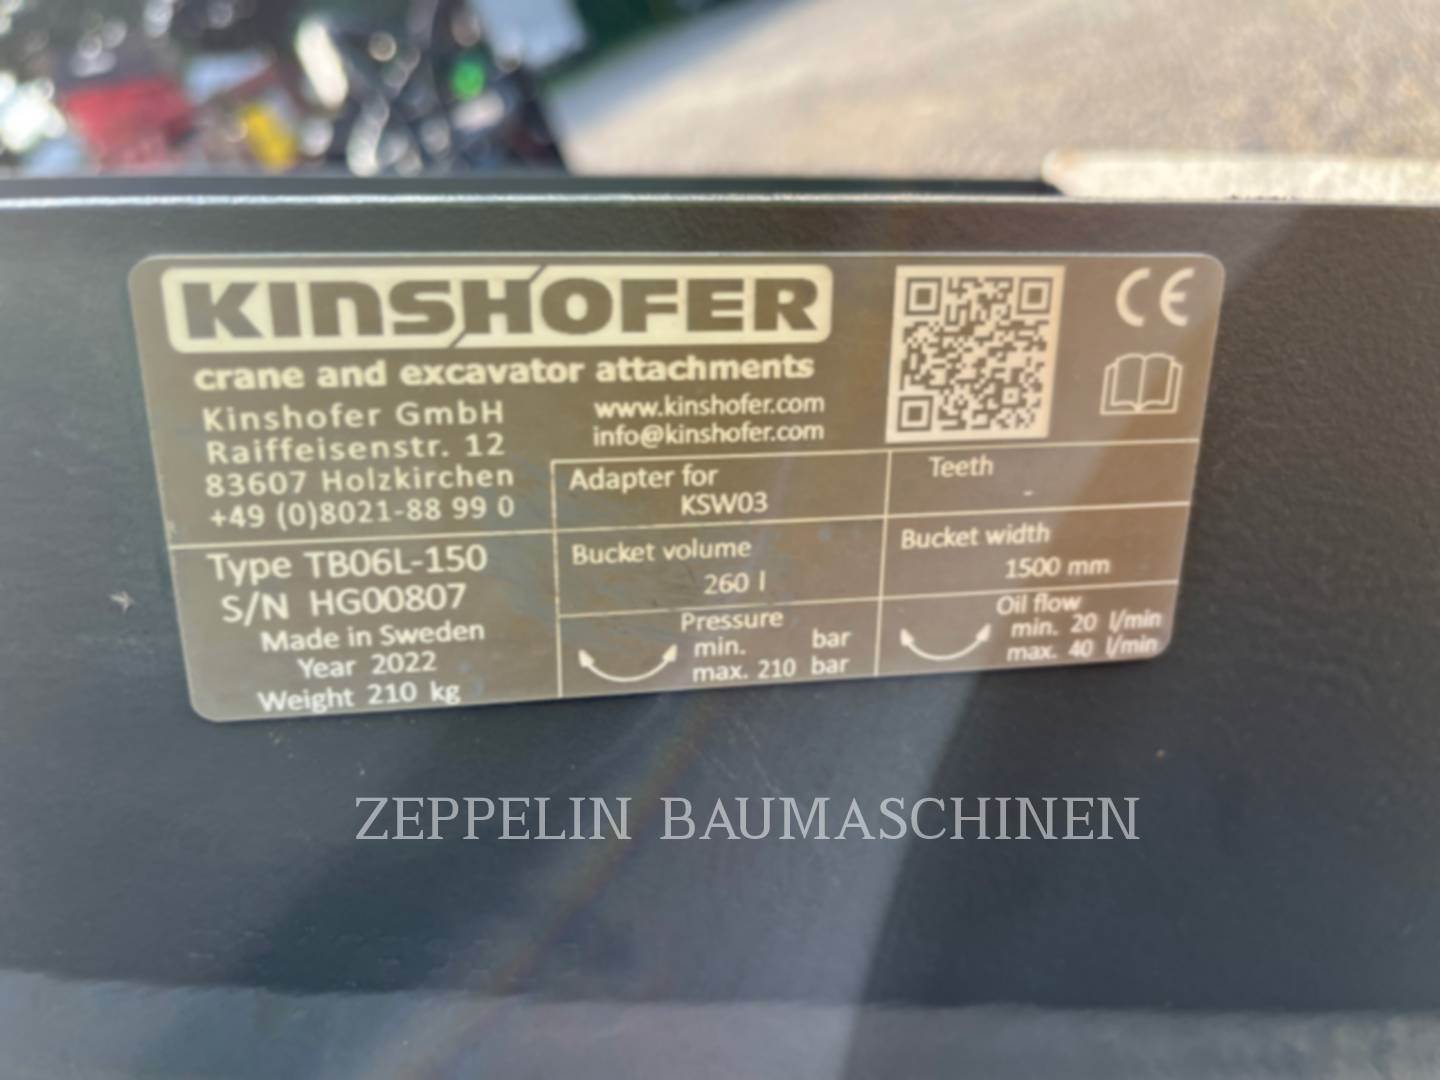 KINSHOFER
crane and excavator attachments
Kinshofer GmbH
Raiffeisenstr. 12
83607 Holzkirchen
+49 (0)8021-88 99 0
www.kinshofer.com
info@kinshofer.com
CE
Adapter for
KSW03
Teeth
-
Type TB06L-150
S/N HG00807
Made in Sweden
Year 2022
Weight 210 kg
Bucket volume
260 l
Bucket width
1500 mm
Pressure
min. bar
max. 210 bar
Oil flow
min. 20 l/min
max. 40 l/min
ZEPPELIN BAUMASCHINEN